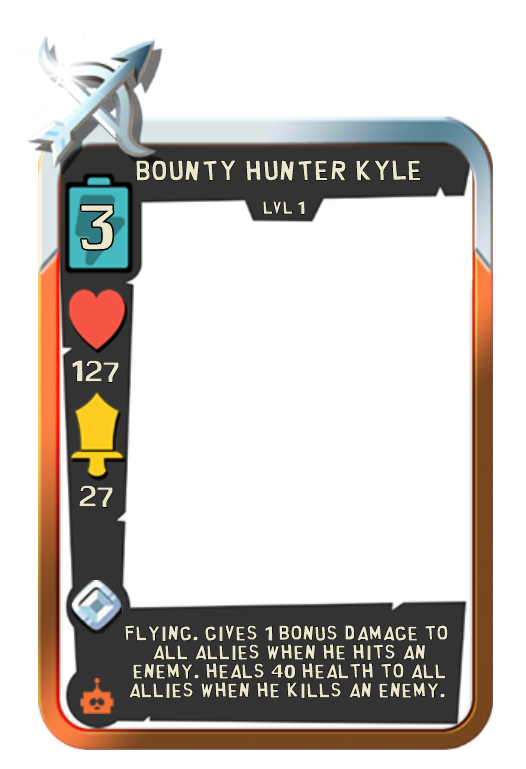 BOUNTY HUNTER KYLE
LVL 1
3
127
27
FLYING. GIVES 1 BONUS DAMAGE TO
ALL ALLIES WHEN HE HITS AN
ENEMY. HEALS 40 HEALTH TO ALL
ALLIES WHEN HE KILLS AN ENEMY.